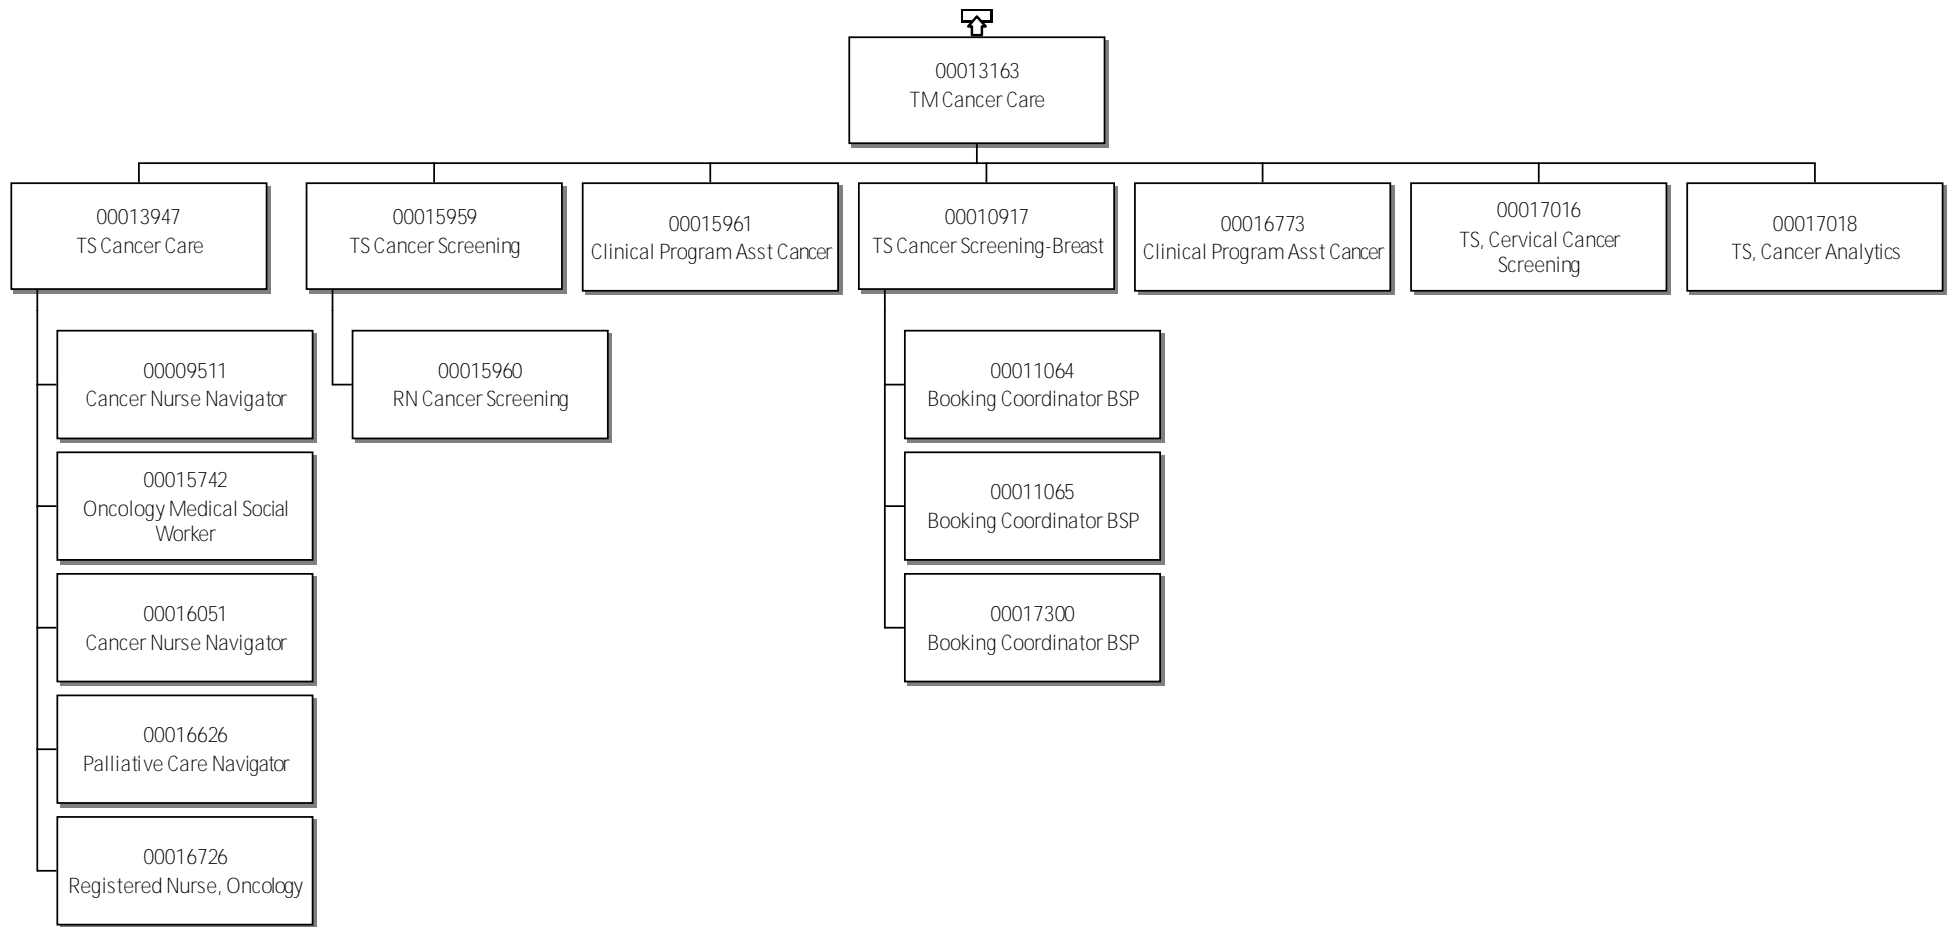 00013163
TM Cancer Care
00013947
TS Cancer Care
00015959
TS Cancer Screening
00015961
Clinical Program Asst Cancer
00010917
TS Cancer Screening-Breast
00016773
Clinical Program Asst Cancer
00017016
TS, Cervical Cancer
Screening
00017018
TS, Cancer Analytics
00009511
Cancer Nurse Navigator
00015742
Oncology Medical Social
Worker
00016051
Cancer Nurse Navigator
00016626
Palliative Care Navigator
00016726
Registered Nurse, Oncology
00015960
RN Cancer Screening
00011064
Booking Coordinator BSP
00011065
Booking Coordinator BSP
00017300
Booking Coordinator BSP